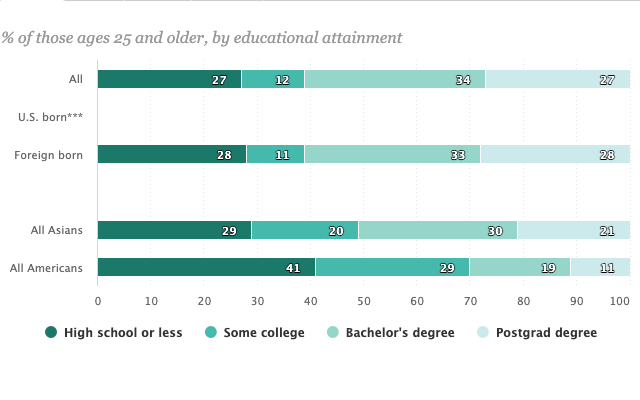 % of those ages 25 and older, by educational attainment
All 27 12 34 27
U.S. born***
Foreign born 28 11 33 28
All Asians 29 20 30 21
All Americans 41 29 19 11
0 10 20 30 40 50 60 70 80 90 100
High school or less Some college Bachelor's degree Postgrad degree